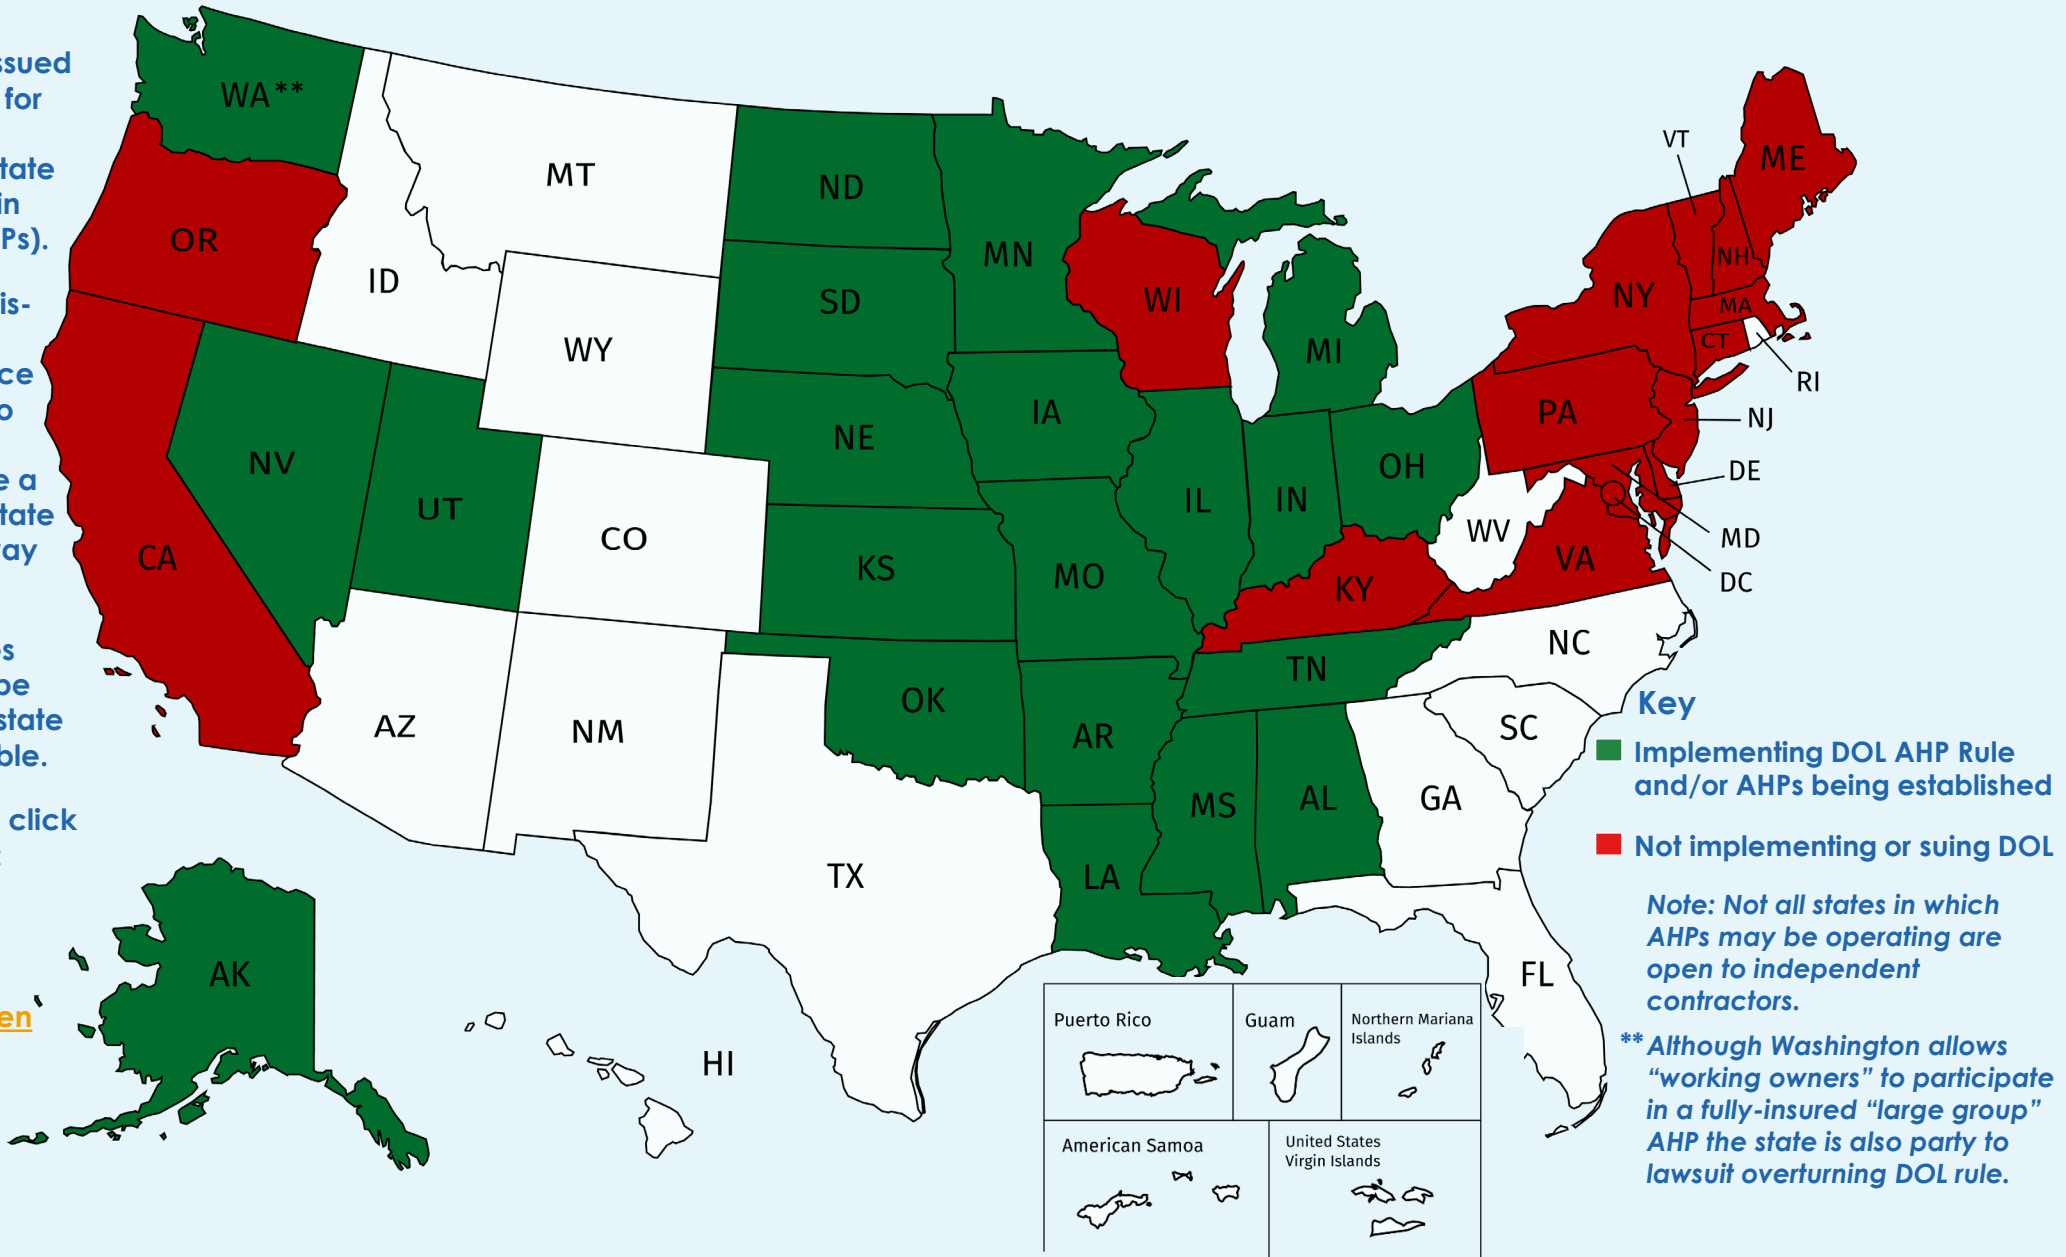 ssued
for
tate
in
Ps).
is-
ce
o
e a
tate
ay
es
be
state
ble.
click
en
WA**
OR
CA
ID
MT
WY
NV
UT
CO
AZ
NM
ND
SD
NE
KS
OK
TX
MN
IA
MO
AR
LA
WI
IL
MI
IN
OH
KY
TN
MS
AL
GA
FL
SC
NC
VA
WV
PA
NY
VT
NH
ME
MA
CT
RI
NJ
DE
MD
DC
AK
HI
Puerto Rico
Guam
Northern Mariana
Islands
American Samoa
United States
Virgin Islands
Key
Implementing DOL AHP Rule
and/or AHPs being established
Not implementing or suing DOL
Note: Not all states in which
AHPs may be operating are
open to independent
contractors.
**Although Washington allows
“working owners” to participate
in a fully-insured “large group”
AHP the state is also party to
lawsuit overturning DOL rule.